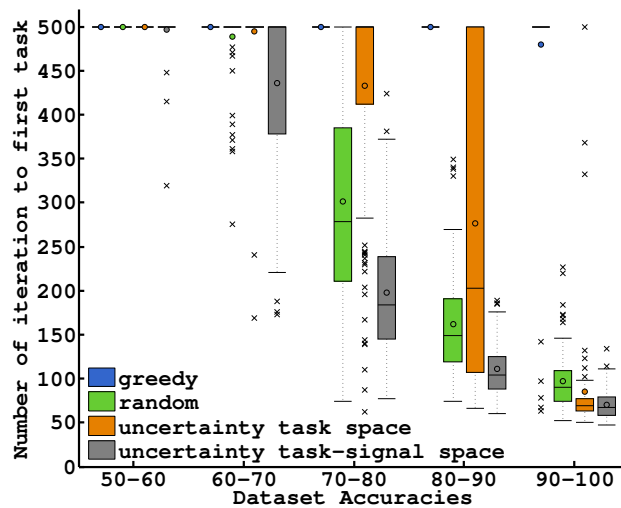 Number of iteration to first task
500
450
400
350
300
250
200
150
100
50
0
greedy
random
uncertainty task space
uncertainty task-signal space
50-60
60-70
70-80
80-90
90-100
Dataset Accuracies